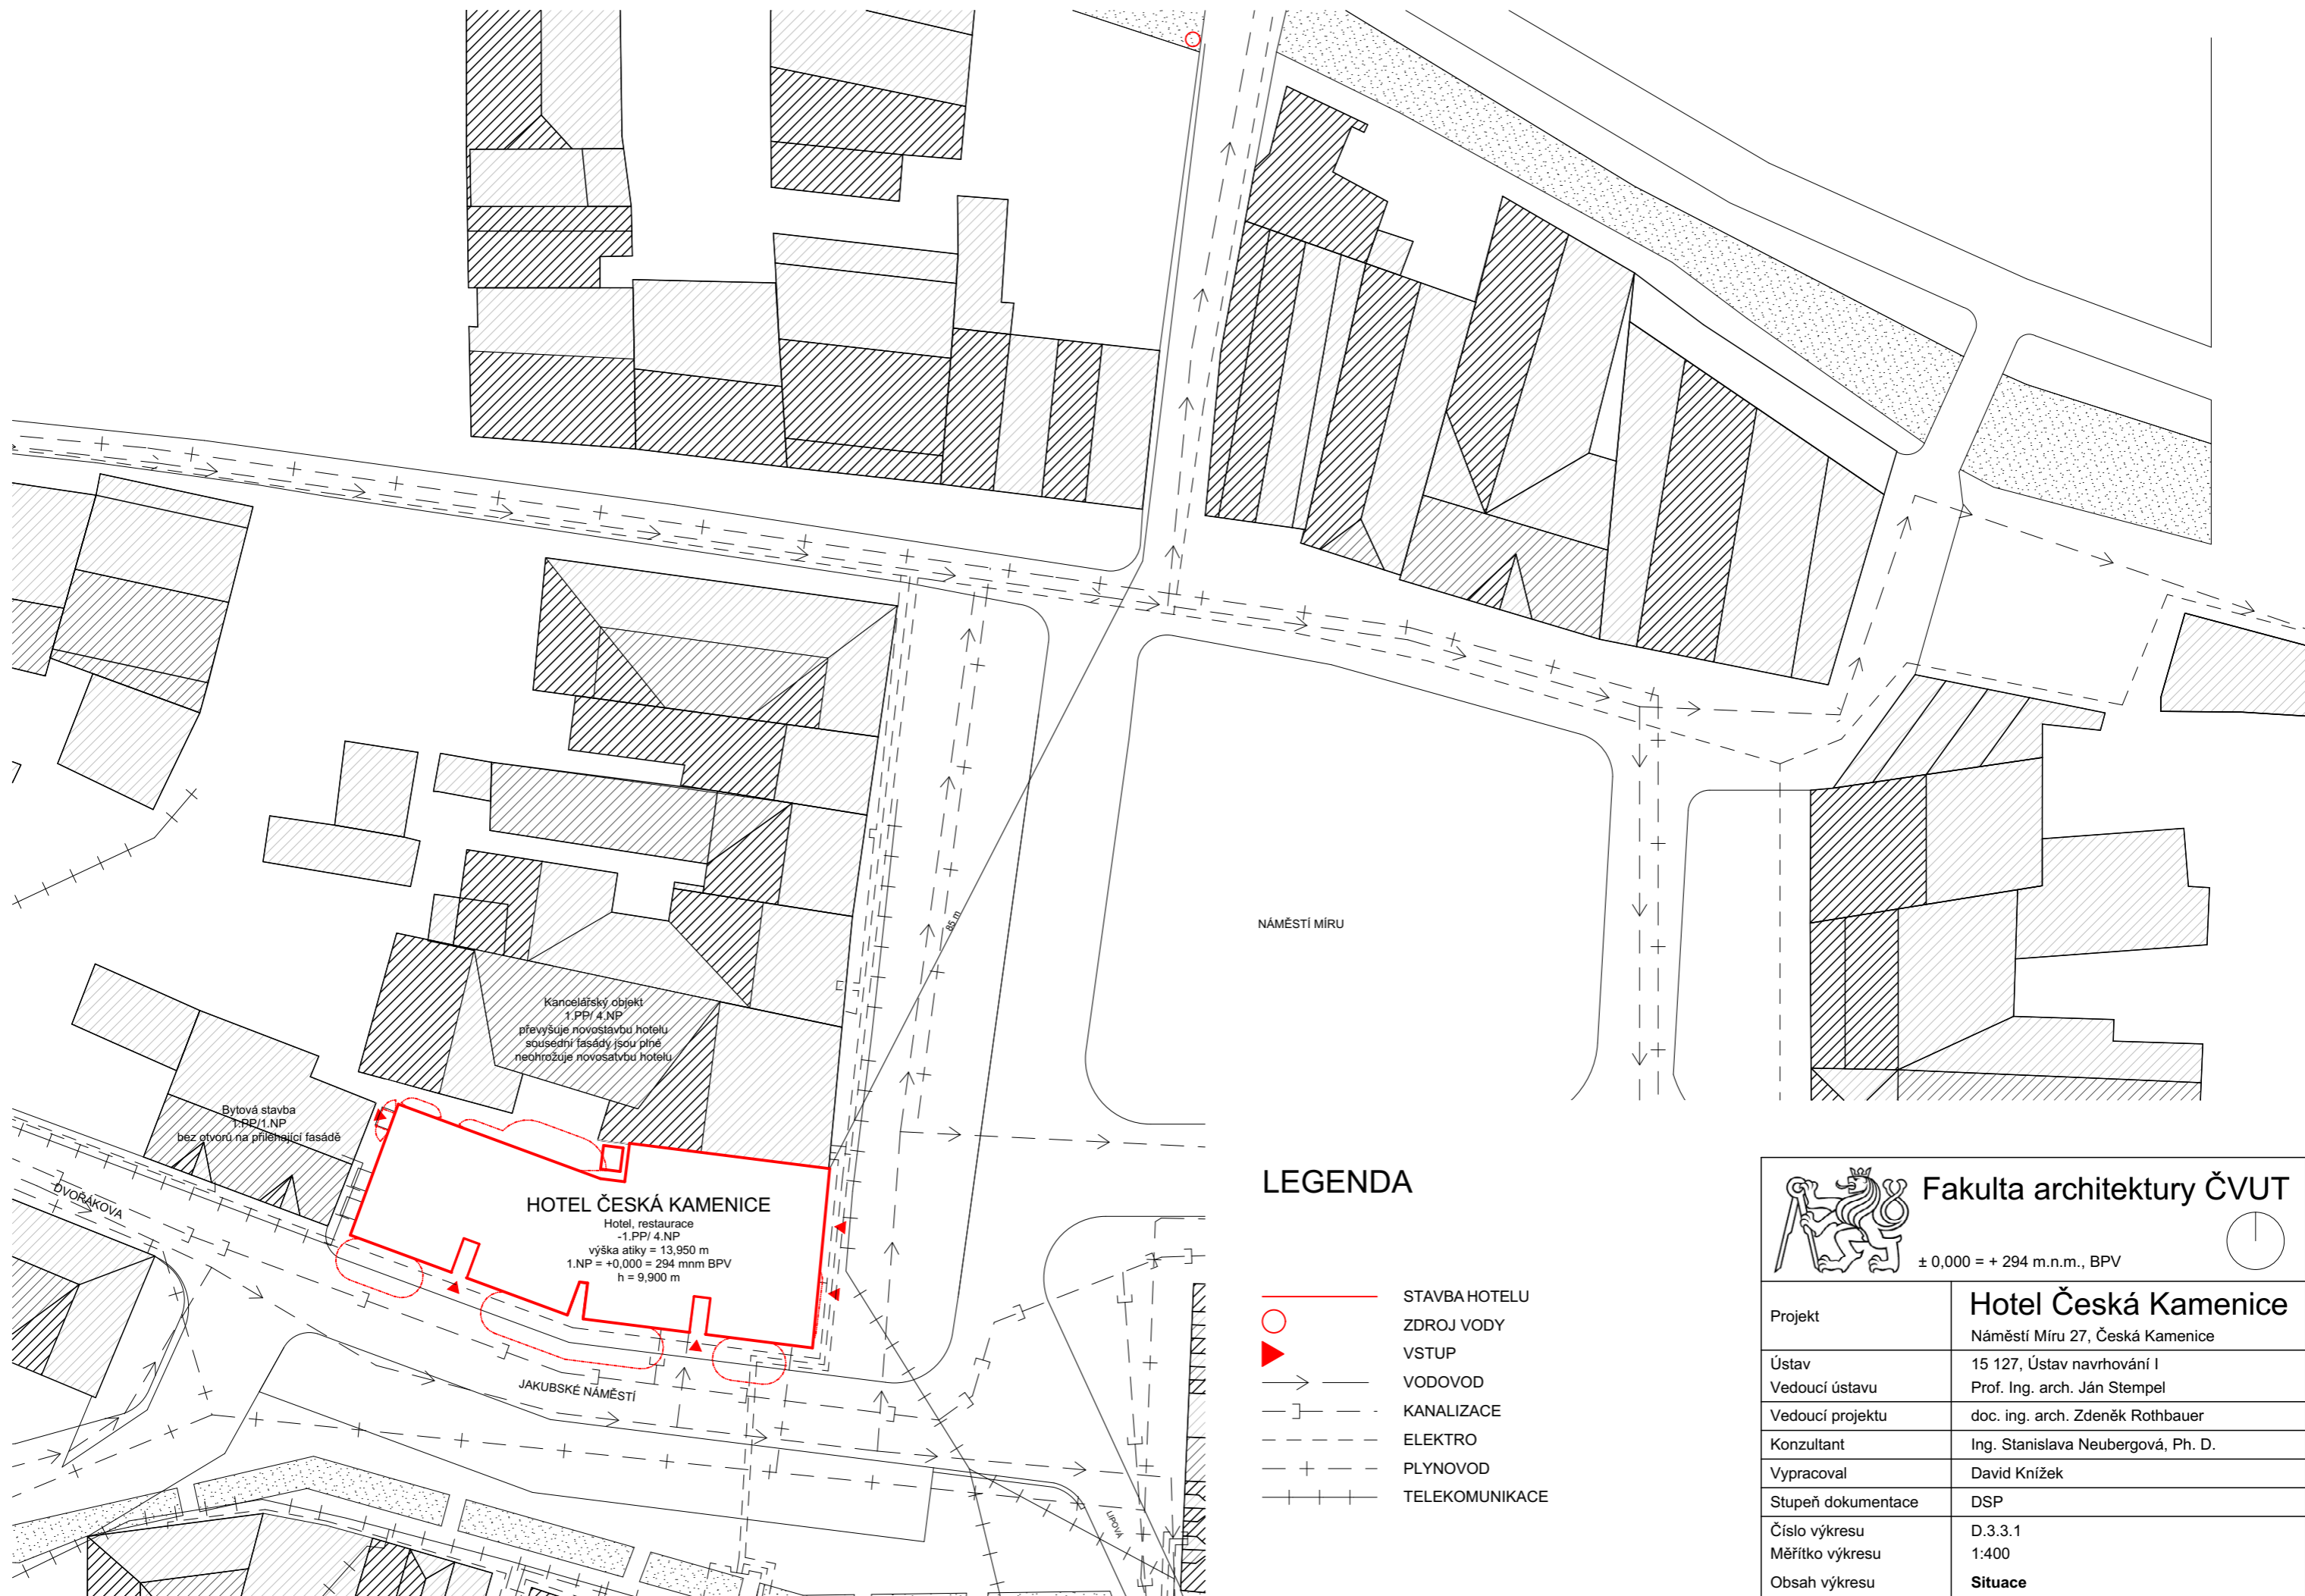 85 m
NÁMĚSTÍ MÍRU
Kancelářský objekt
1.PP/ 4.NP
převyšuje novostavbu hotelu
sousední fasády jsou plné
neohrožuje novosatvbu hotelu
Bytová stavba
1.PP/1.NP
bez otvorů na přilehající fasádě
DVOŘÁKOVA
HOTEL ČESKÁ KAMENICE
Hotel, restaurace
-1.PP/ 4.NP
výška atiky = 13,950 m
1.NP = +0,000 = 294 mnm BPV
h = 9,900 m
JAKUBSKÉ NÁMĚSTÍ
LIPOVÁ
LEGENDA
STAVBA HOTELU
ZDROJ VODY
VSTUP
VODOVOD
KANALIZACE
ELEKTRO
PLYNOVOD
TELEKOMUNIKACE
Fakulta architektury ČVUT
± 0,000 = + 294 m.n.m., BPV
Projekt Hotel Česká Kamenice
Náměstí Míru 27, Česká Kamenice
Ústav 15 127, Ústav navrhování I
Vedoucí ústavu Prof. Ing. arch. Ján Stempel
Vedoucí projektu doc. ing. arch. Zdeněk Rothbauer
Konzultant Ing. Stanislava Neubergová, Ph. D.
Vypracoval David Knížek
Stupeň dokumentace DSP
Číslo výkresu D.3.3.1
Měřítko výkresu 1:400
Obsah výkresu Situace